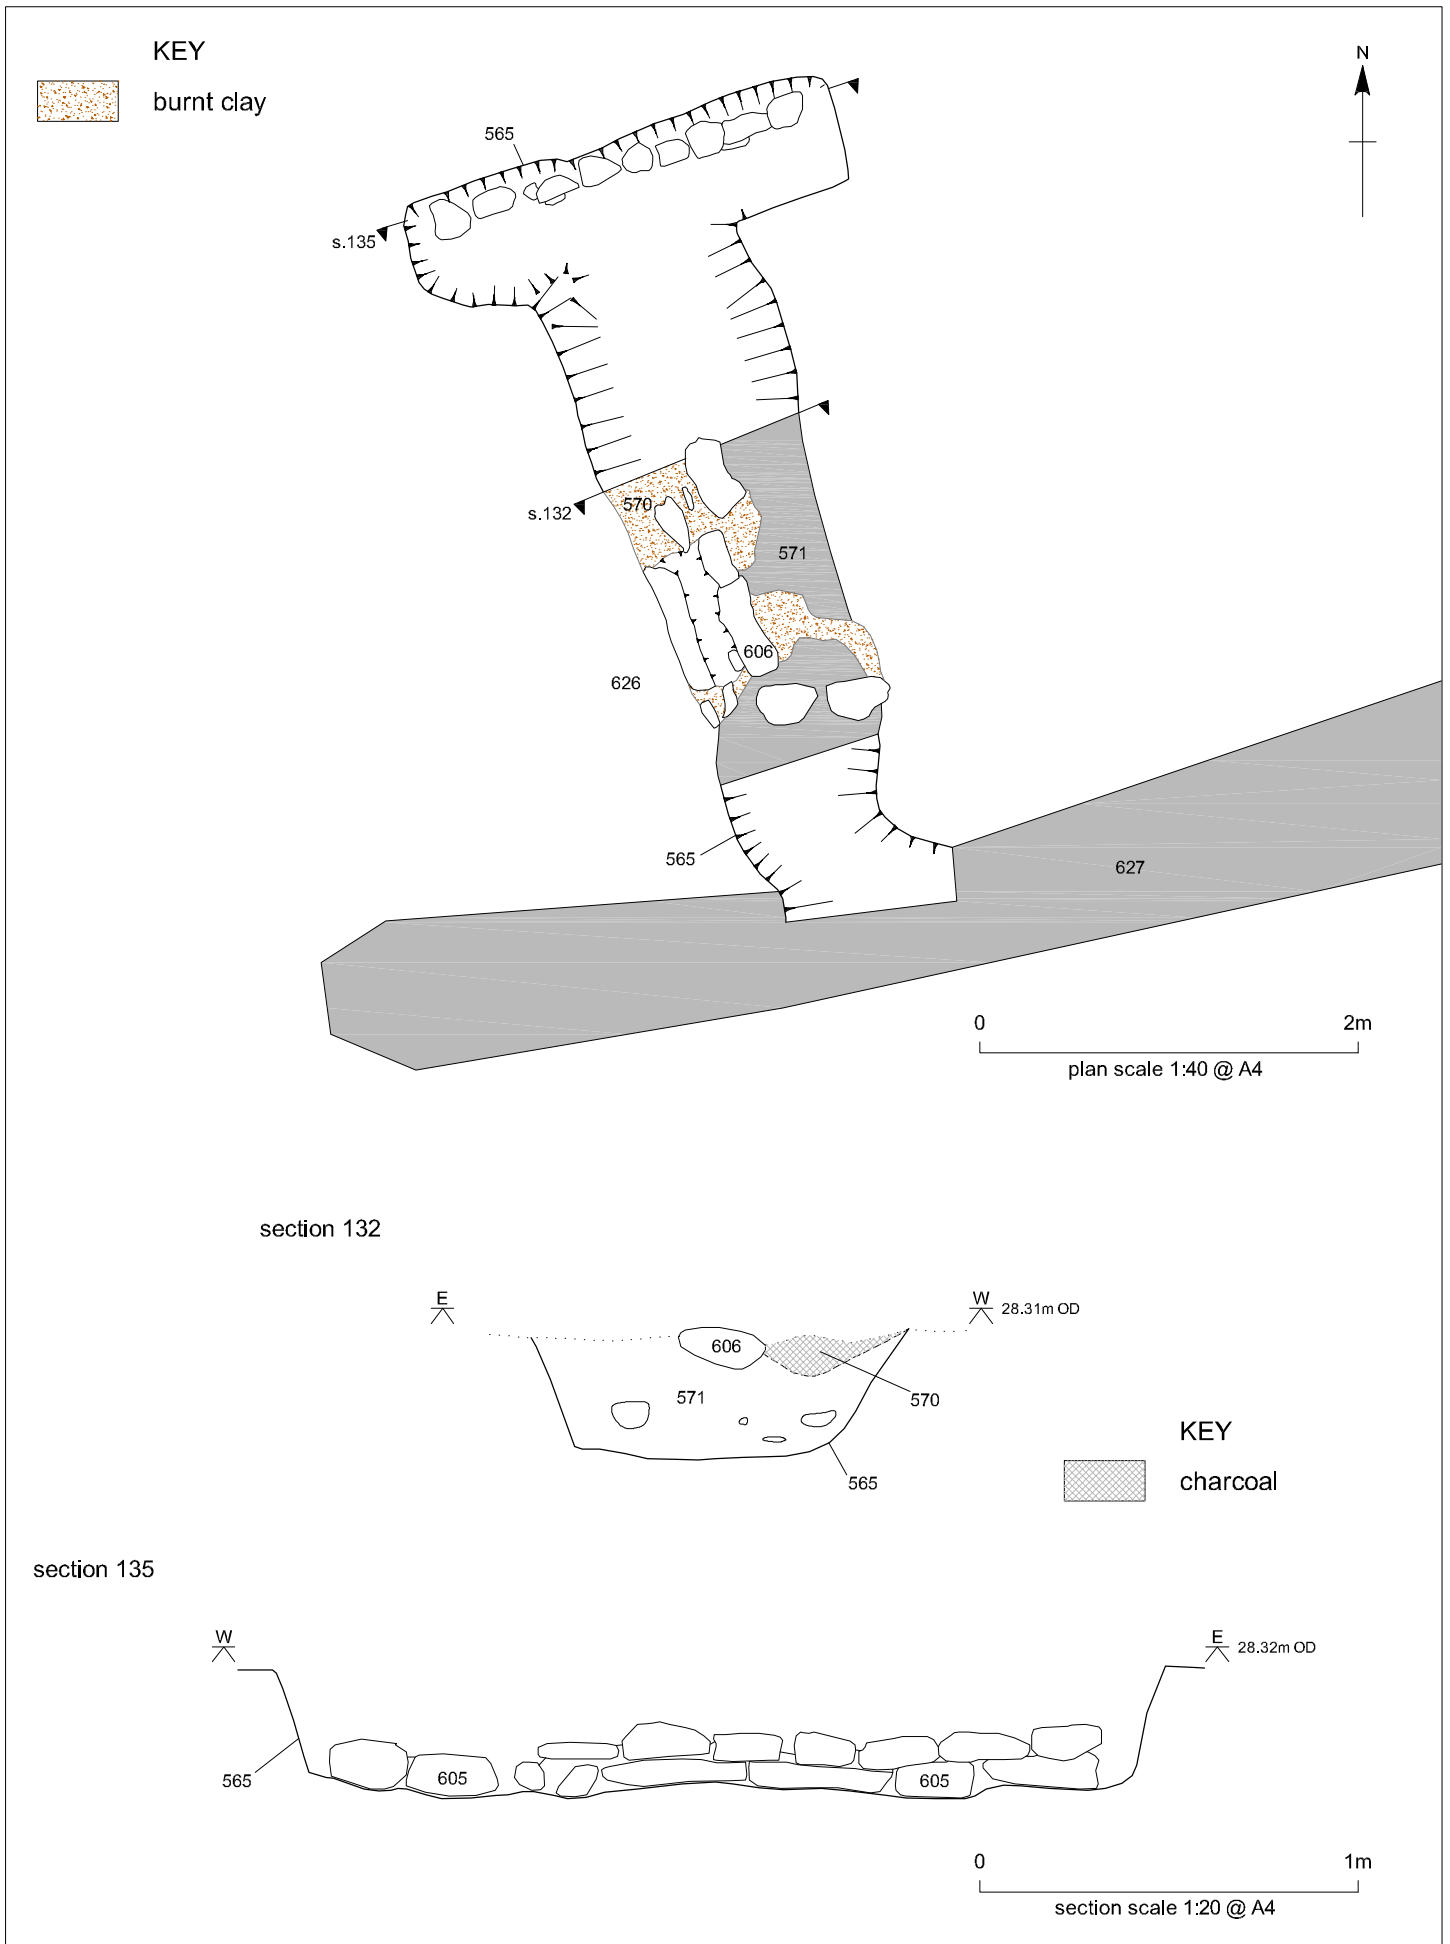 KEY
burnt clay
N
565
s.135
570
s.132
571
606
626
565
627
0 2m
plan scale 1:40 @ A4
section 132
E W 28.31m OD
606
571
570
KEY
565
charcoal
section 135
W E 28.32m OD
565
605 605
0 1m
section scale 1:20 @ A4